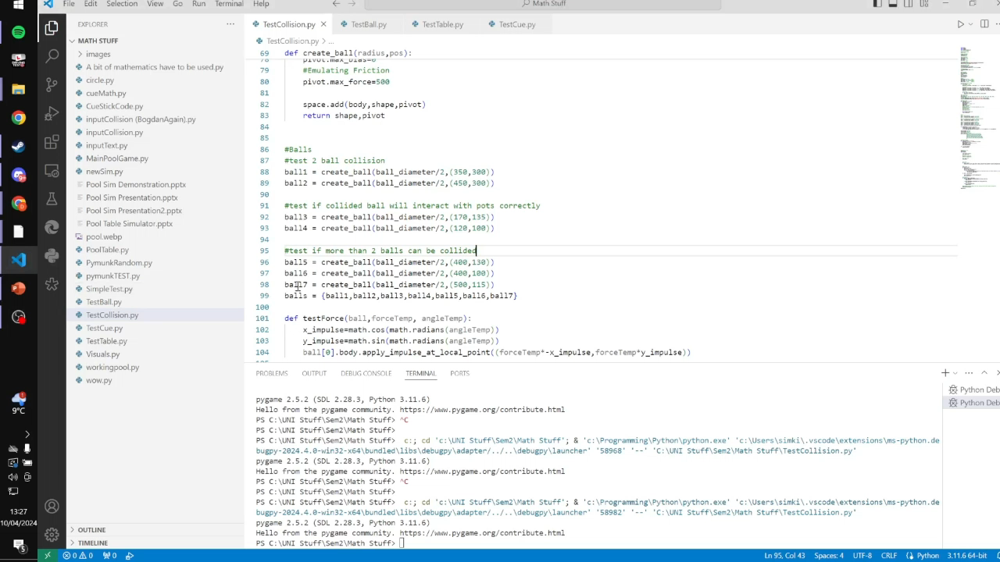 File Edit Selection View Go Run Terminal Help
Math Stuff
EXPLORER
MATH STUFF
images
A bit of mathematics have to be used.py
circle.py
cueMath.py
CueStickCode.py
inputCollision (BogdanAgain).py
inputCollision.py
inputText.py
MainPoolGame.py
newSim.py
Pool Sim Demonstration.pptx
Pool Sim Presentation.pptx
Pool Sim Presentation2.pptx
Pool Table Simulator.pptx
pool.webp
PoolTable.py
PymunkRandom.py
pymunkTEST.py
SimpleTest.py
TestBall.py
TestCollision.py
TestCue.py
TestTable.py
Visuals.py
workingpool.py
wow.py
OUTLINE
TIMELINE
TestCollision.py TestBall.py TestTable.py TestCue.py
TestCollision.py > ...
69 def create_ball(radius,pos):
78 pivot.max_bias=0
79 #Emulating Friction
80 pivot.max_force=500
81
82 space.add(body,shape,pivot)
83 return shape,pivot
84
85
86 #Balls
87 #test 2 ball collision
88 ball1 = create_ball(ball_diameter/2,(350,300))
89 ball2 = create_ball(ball_diameter/2,(550,300))
90
91 #test if collided ball will interact with pots correctly
92 ball3 = create_ball(ball_diameter/2,(170,135))
93 ball4 = create_ball(ball_diameter/2,(120,100))
94
95 #test if more than 2 balls can be collided
96 ball5 = create_ball(ball_diameter/2,(400,130))
97 ball6 = create_ball(ball_diameter/2,(400,100))
98 ball7 = create_ball(ball_diameter/2,(500,115))
99 balls = {ball1,ball2,ball3,ball4,ball5,ball6,ball7}
100
101 def testForce(ball,forceTemp, angleTemp):
102 x_impulse=math.cos(math.radians(angleTemp))
103 y_impulse=math.sin(math.radians(angleTemp))
104 ball[0].body.apply_impulse_at_local_point((forceTemp*-x_impulse,forceTemp*y_impulse))
PROBLEMS OUTPUT DEBUG CONSOLE TERMINAL PORTS
pygame 2.5.2 (SDL 2.28.3, Python 3.11.6)
Hello from the pygame community. https://www.pygame.org/contribute.html
PS C:\UNI Stuff\Sem2\Math Stuff> ^C
PS C:\UNI Stuff\Sem2\Math Stuff>
PS C:\UNI Stuff\Sem2\Math Stuff> c:; cd 'c:\UNI Stuff\Sem2\Math Stuff'; & 'c:\Programming\Python\python.exe' 'c:\Users\simki\.vscode\extensions\ms-python.de
bugpy-2024.4.0-win32-x64\bundled\libs\debugpy\adapter/../..\debugpy\launcher' '58968' '--' 'C:\UNI Stuff\Sem2\Math Stuff\TestCollision.py'
pygame 2.5.2 (SDL 2.28.3, Python 3.11.6)
Hello from the pygame community. https://www.pygame.org/contribute.html
PS C:\UNI Stuff\Sem2\Math Stuff> ^C
PS C:\UNI Stuff\Sem2\Math Stuff>
PS C:\UNI Stuff\Sem2\Math Stuff> c:; cd 'c:\UNI Stuff\Sem2\Math Stuff'; & 'c:\Programming\Python\python.exe' 'c:\Users\simki\.vscode\extensions\ms-python.de
bugpy-2024.4.0-win32-x64\bundled\libs\debugpy\adapter/../..\debugpy\launcher' '58982' '--' 'C:\UNI Stuff\Sem2\Math Stuff\TestCollision.py'
pygame 2.5.2 (SDL 2.28.3, Python 3.11.6)
Hello from the pygame community. https://www.pygame.org/contribute.html
PS C:\UNI Stuff\Sem2\Math Stuff>
Python Deb
Python Deb
9°C
13:27
10/04/2024
5
0 0 0
Ln 95, Col 43 Spaces: 4 UTF-8 CRLF Python 3.11.6 64-bit